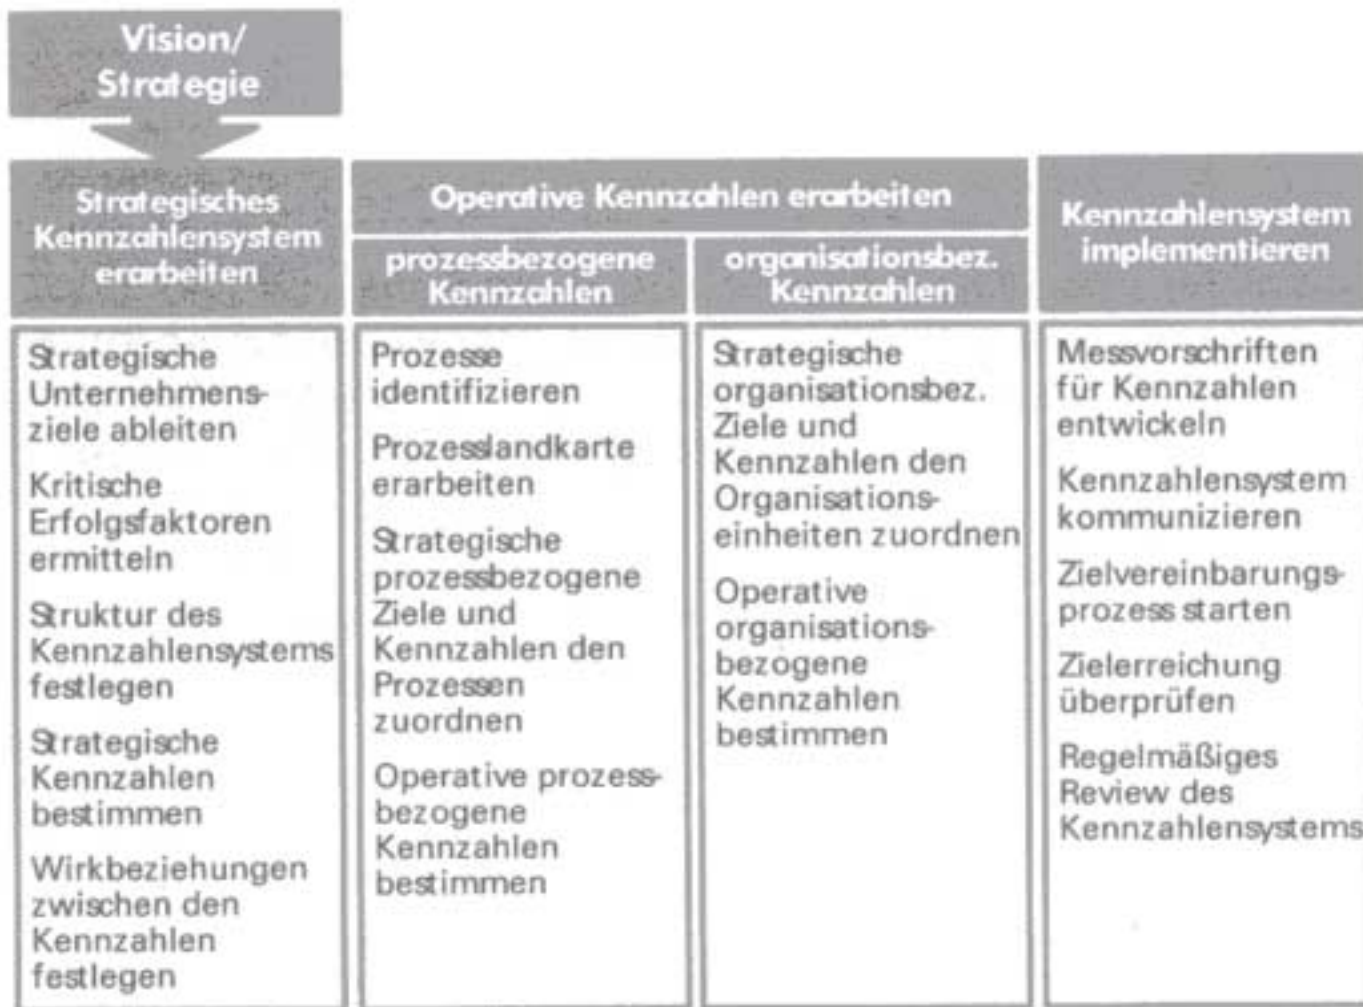 Vision/
Strategie
Strategisches
Kennzahlensystem
erarbeiten
Operative Kennzahlen erarbeiten
prozessbezogene
Kennzahlen
organisationsbez.
Kennzahlen
Kennzahlensystem
implementieren
Strategische
Unternehmens-
ziele ableiten
Kritische
Erfolgsfaktoren
ermitteln
Struktur des
Kennzahlensystems
festlegen
Strategische
Kennzahlen
bestimmen
Wirkbeziehungen
zwischen den
Kennzahlen
festlegen
Prozesse
identifizieren
Prozesslandkarte
erarbeiten
Strategische
prozessbezogene
Ziele und
Kennzahlen den
Prozessen
zuordnen
Operative prozess-
bezogene
Kennzahlen
bestimmen
Strategische
organisationsbez.
Ziele und
Kennzahlen den
Organisations-
einheiten zuordnen
Operative
organisations-
bezogene
Kennzahlen
bestimmen
Messvorschriften
für Kennzahlen
entwickeln
Kennzahlensystem
kommunizieren
Zielvereinbarungs-
prozess starten
Zielerreichung
überprüfen
Regelmäßiges
Review des
Kennzahlensystems